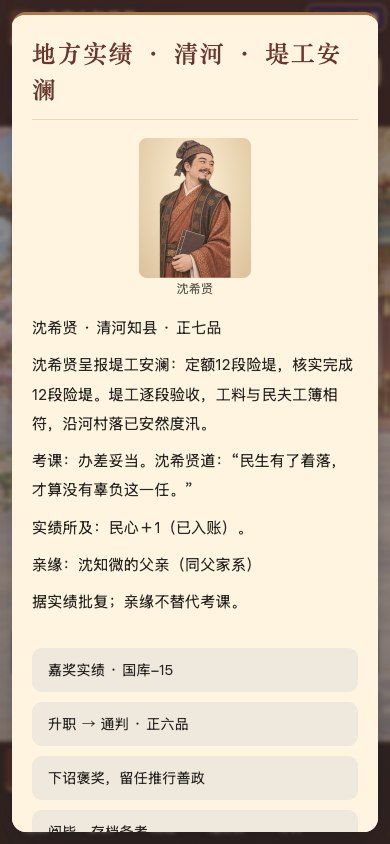 地方实绩 · 清河 · 堤工安
澜
沈希贤
沈希贤 · 清河知县 · 正七品
沈希贤呈报堤工安澜：定额12段险堤，核实完成
12段险堤。堤工逐段验收，工料与民夫工簿相
符，沿河村落已安然度汛。
考课：办差妥当。沈希贤道：“民生有了着落，
才算没有辜负这一任。”
实绩所及：民心＋1（已入账）。
亲缘：沈知微的父亲（同父家系）
据实绩批复；亲缘不替代考课。
嘉奖实绩 · 国库−15
升职 → 通判 · 正六品
下诏褒奖，留任推行善政
阅毕，存档备考